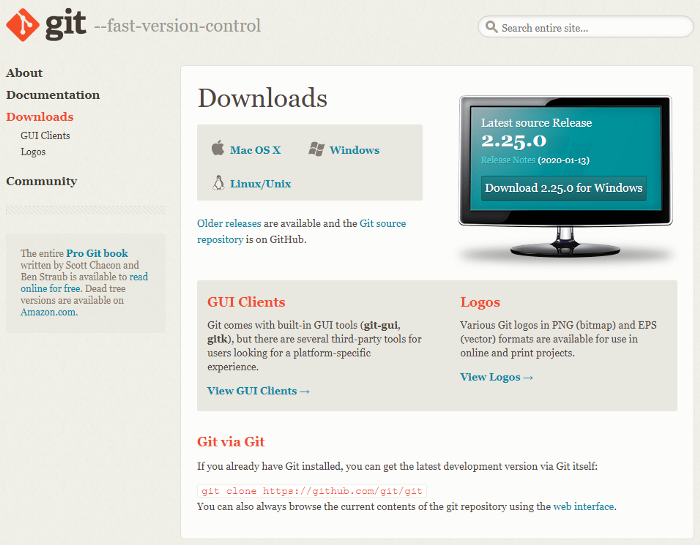 git --fast-version-control
Search entire site...
About
Documentation
Downloads
GUI Clients
Logos
Community
The entire Pro Git book
written by Scott Chacon and
Ben Straub is available to read
online for free. Dead tree
versions are available on
Amazon.com.
Downloads
Mac OS X
Windows
Linux/Unix
Older releases are available and the Git source
repository is on GitHub.
Latest source Release
2.25.0
Release Notes (2020-01-13)
Download 2.25.0 for Windows
GUI Clients
Git comes with built-in GUI tools (git-gui,
gitk), but there are several third-party tools for
users looking for a platform-specific
experience.
View GUI Clients →
Logos
Various Git logos in PNG (bitmap) and EPS
(vector) formats are available for use in
online and print projects.
View Logos →
Git via Git
If you already have Git installed, you can get the latest development version via Git itself:
git clone https://github.com/git/git
You can also always browse the current contents of the git repository using the web interface.